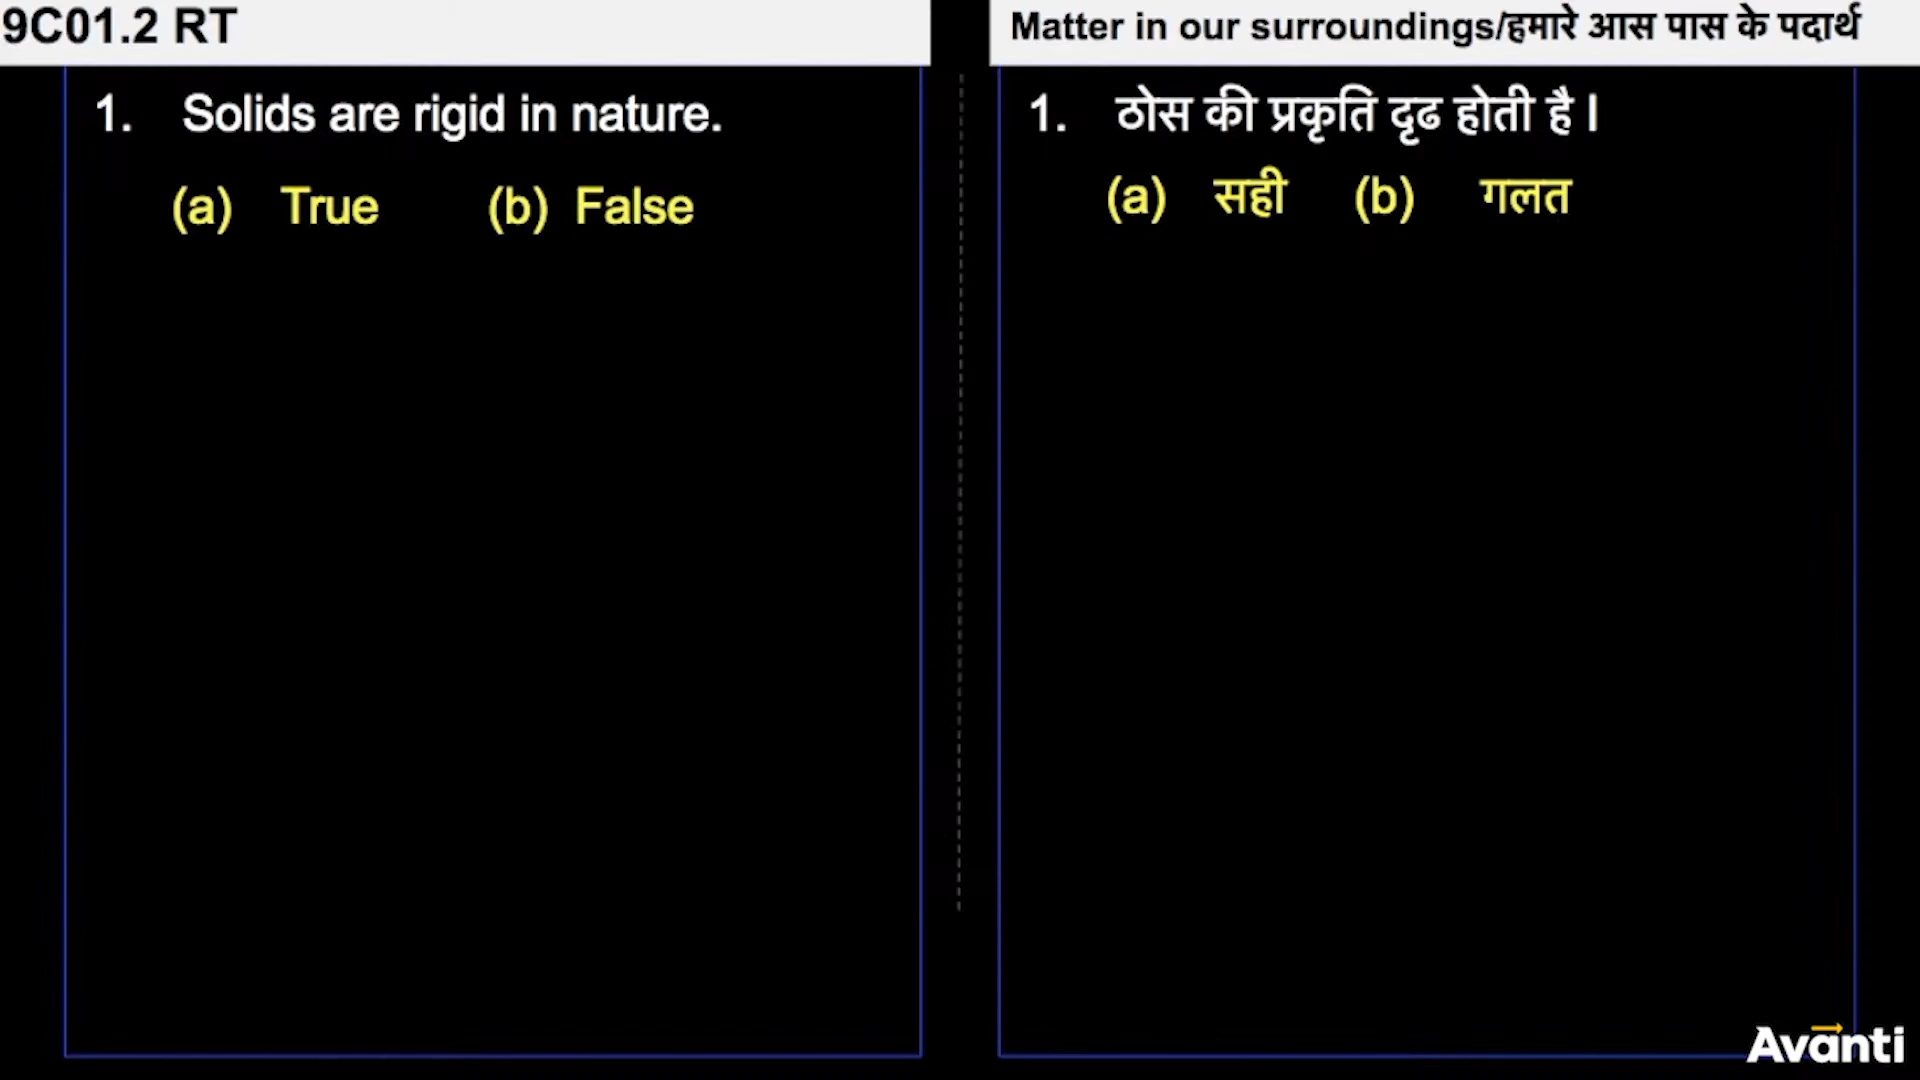 9C01.2 RT
Matter in our surroundings/हमारे आस पास के पदार्थ
1. Solids are rigid in nature.
(a) True (b) False
1. ठोस की प्रकृति दृढ होती है।
(a) सही (b) गलत
Avanti